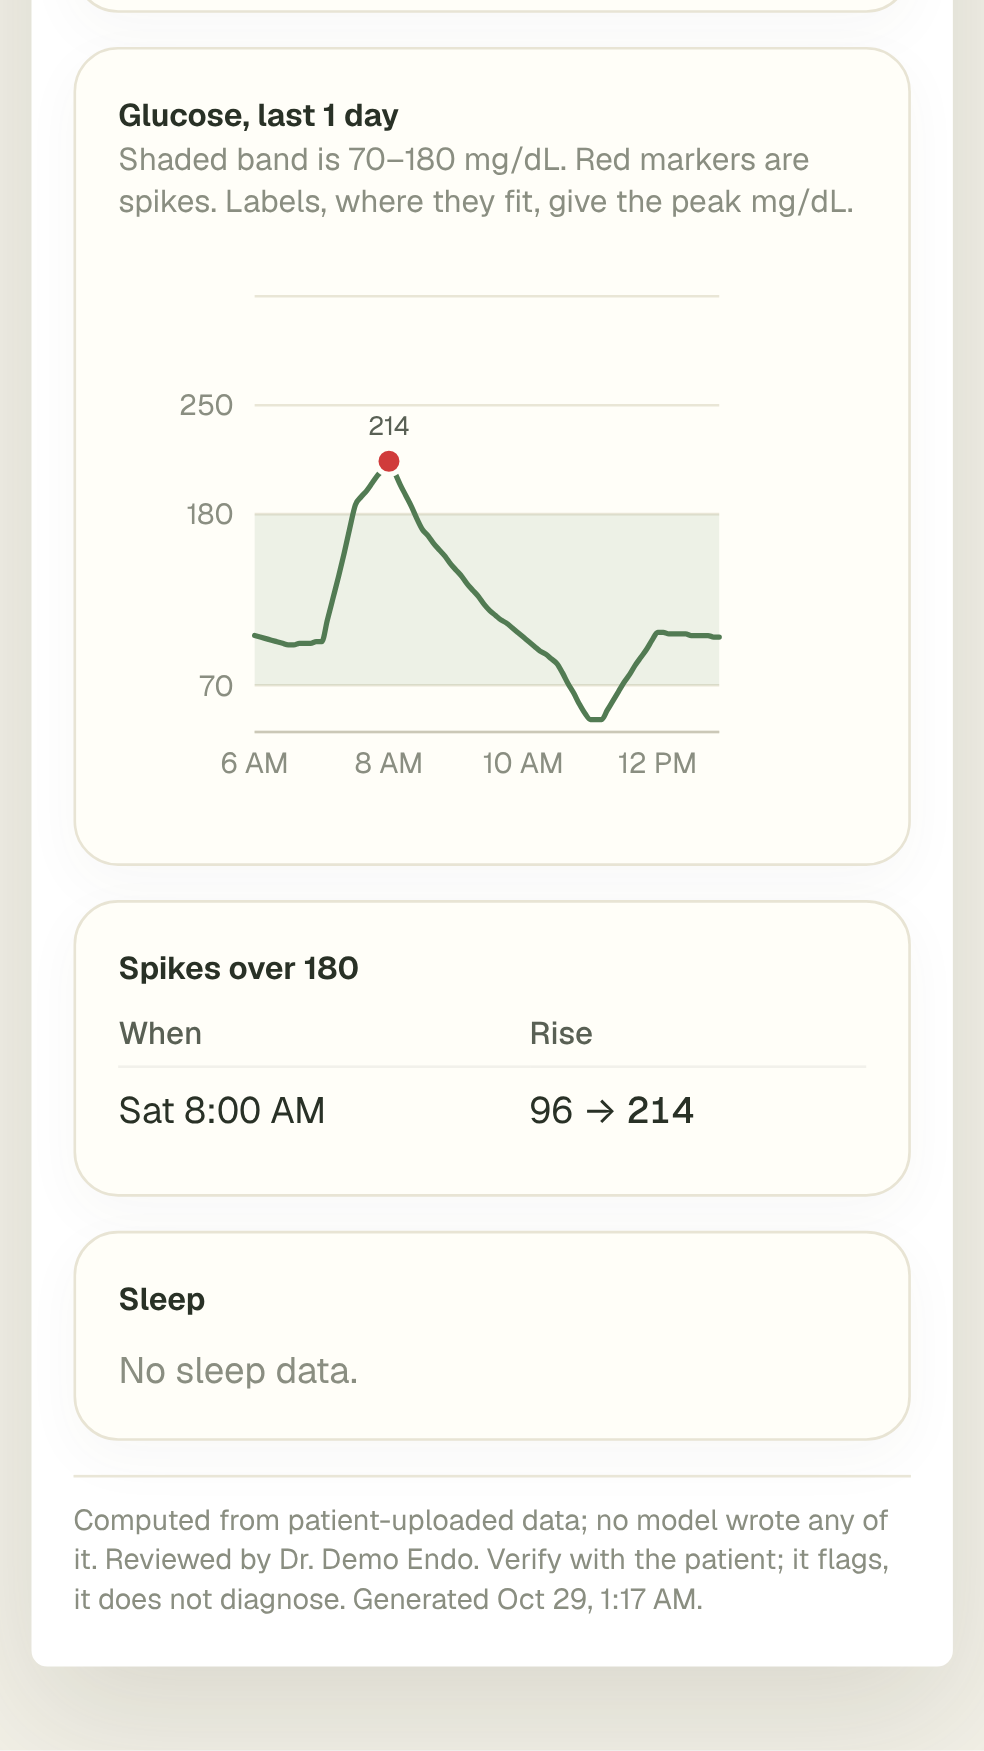 Glucose, last 1 day
Shaded band is 70–180 mg/dL. Red markers are
spikes. Labels, where they fit, give the peak mg/dL.
250
214
180
70
6 AM 8 AM 10 AM 12 PM
Spikes over 180
When Rise
Sat 8:00 AM 96 → 214
Sleep
No sleep data.
Computed from patient-uploaded data; no model wrote any of
it. Reviewed by Dr. Demo Endo. Verify with the patient; it flags,
it does not diagnose. Generated Oct 29, 1:17 AM.